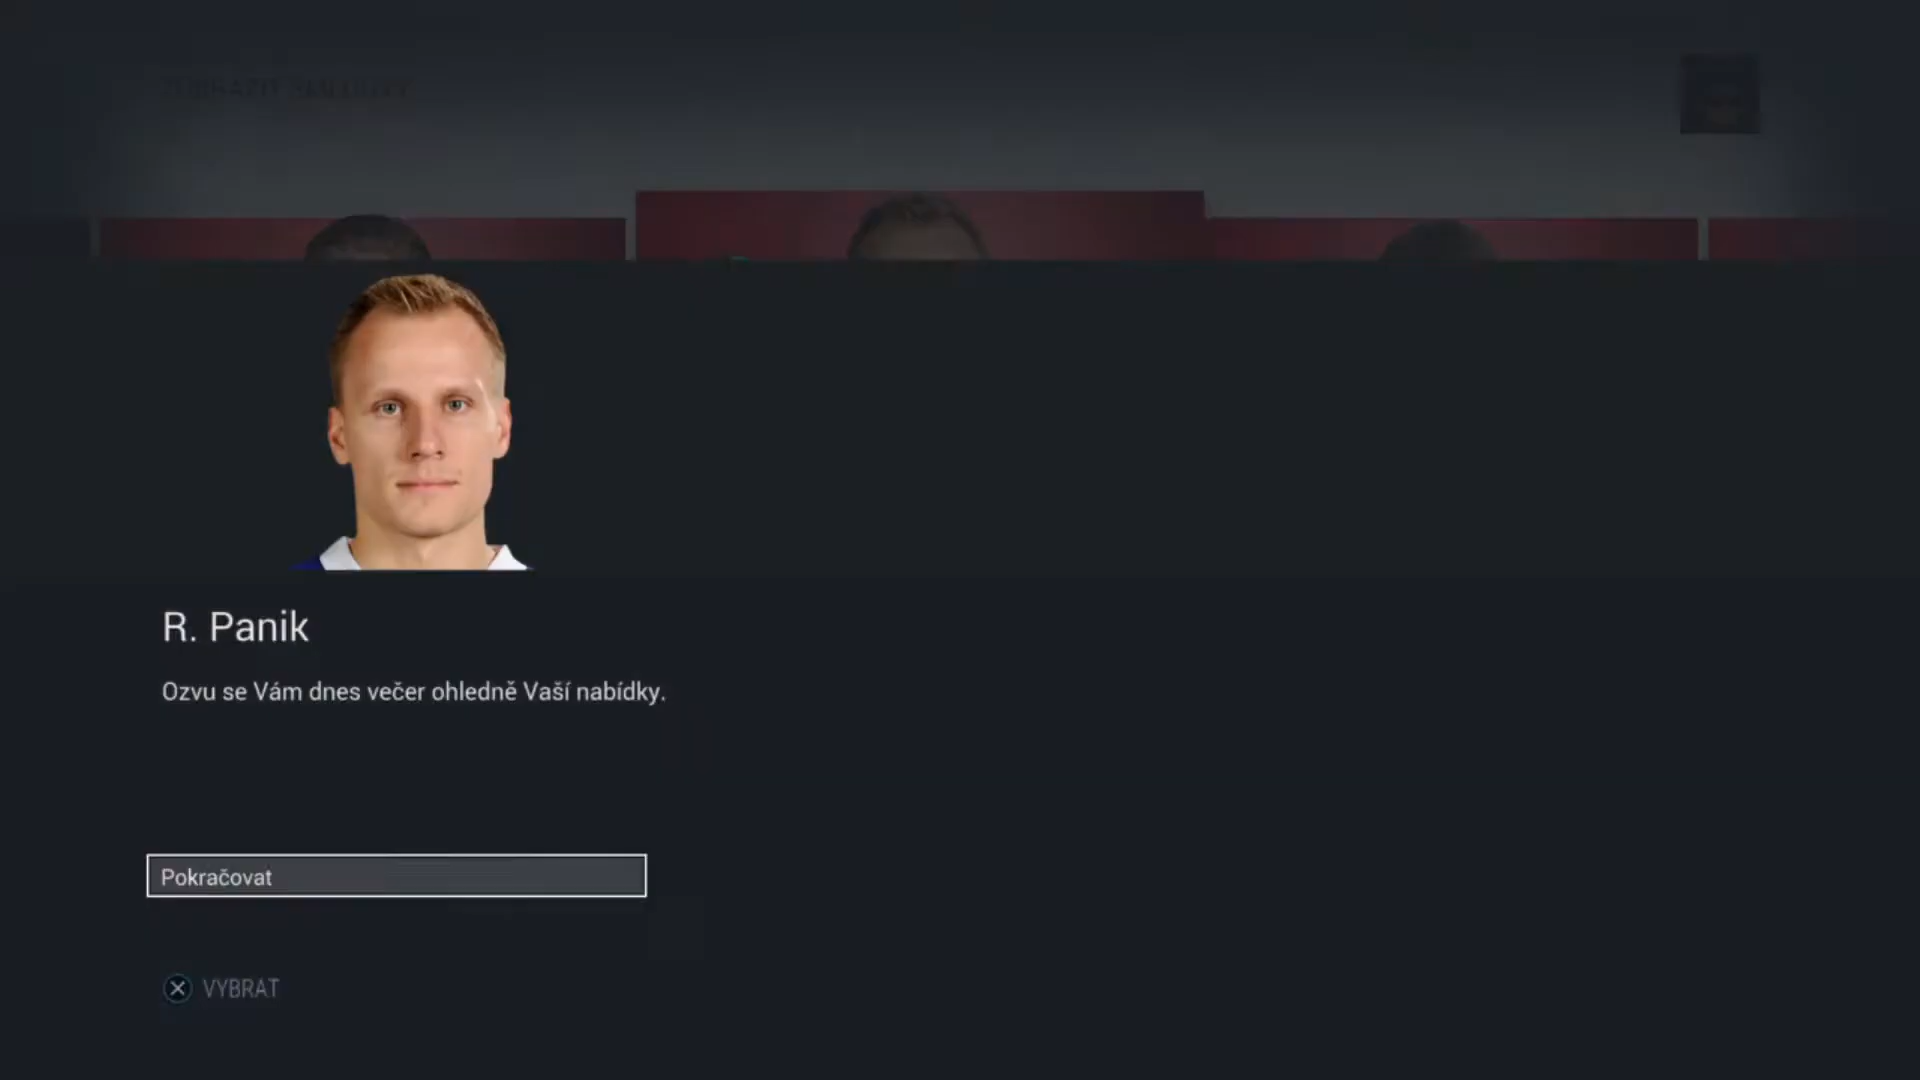 R. Panik
Ozvu se Vám dnes večer ohledně Vaší nabídky.
Pokračovat
VYBRAT